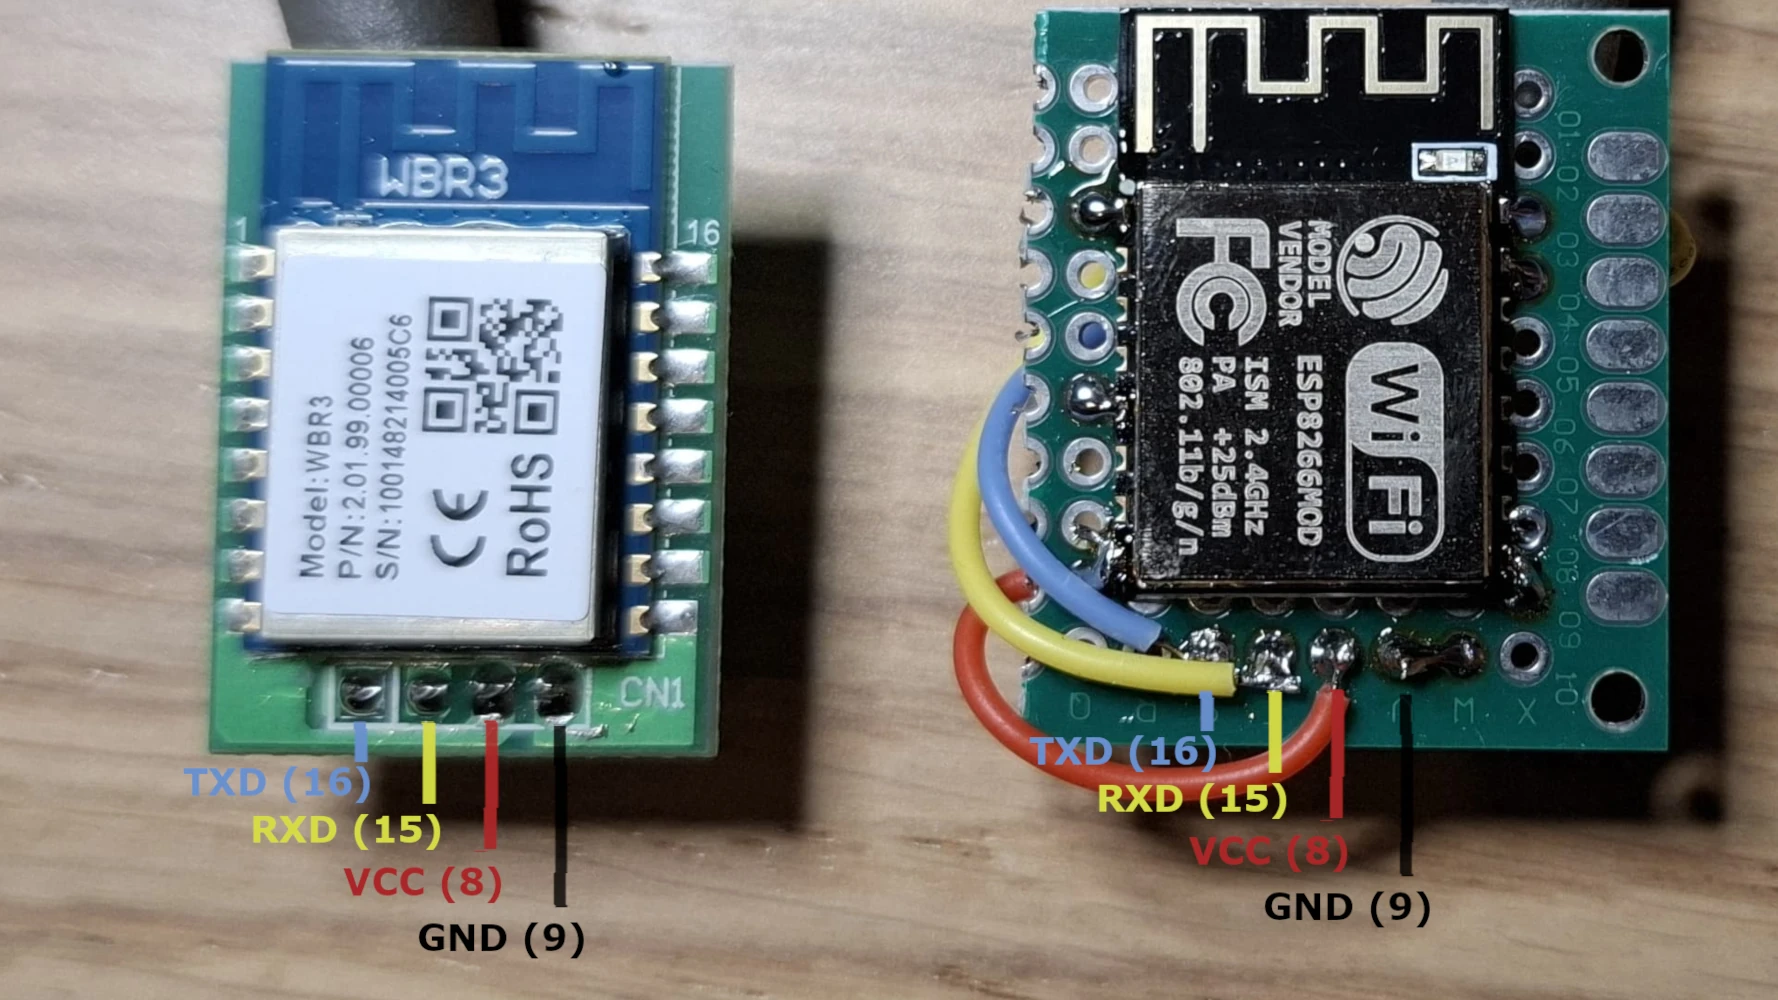 WBR3
1
16
Model:WBR3
P/N:2.01.99.00006
S/N:100148214005C6
CE
RoHS
CN1
TXD (16)
RXD (15)
VCC (8)
GND (9)
MODEL
VENDOR
FC
ESP8266MOD
ISM 2.4GHz
PA +25dBm
802.11b/g/n
WiFi
01
02
03
04
05
06
07
08
09
10
M
X
TXD (16)
RXD (15)
VCC (8)
GND (9)